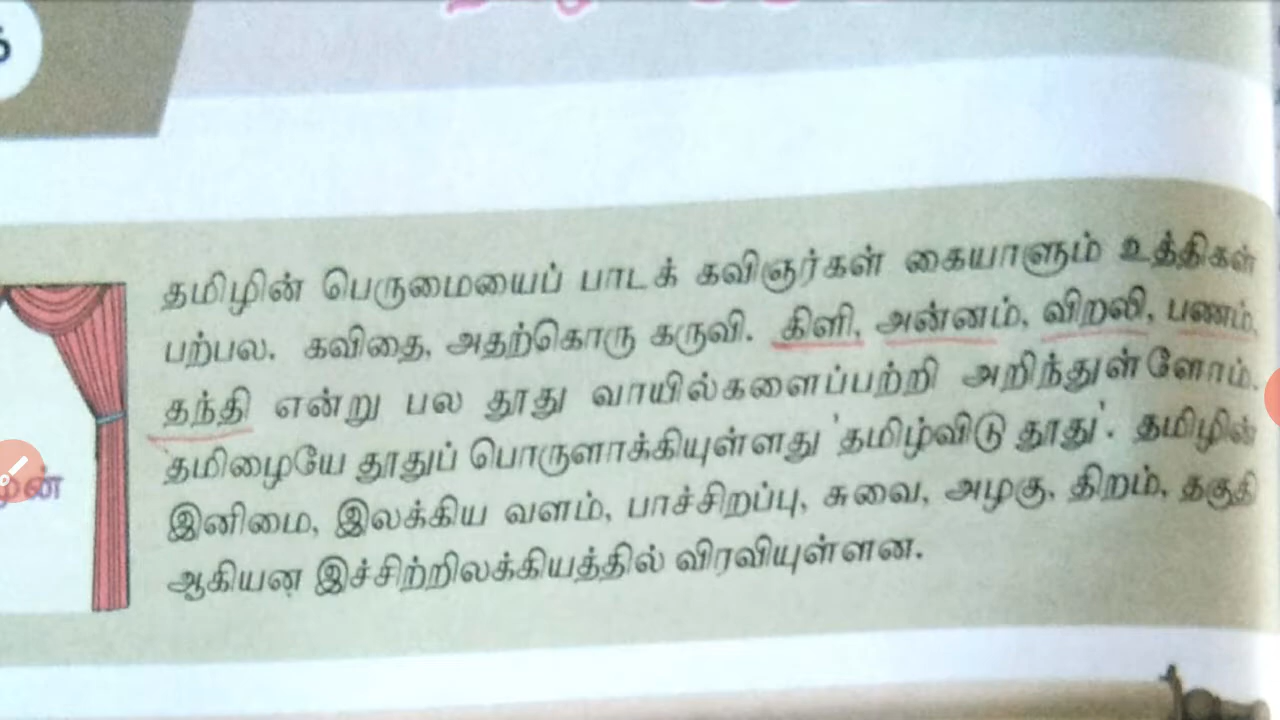 தமிழின் பெருமையைப் பாடக் கவிஞர்கள் கையாளும் உத்திகள்
பற்பல. கவிதை, அதற்கொரு கருவி. கிளி, அன்னம், விறலி, பணம்,
தந்தி என்று பல தூது வாயில்களைப்பற்றி அறிந்துள்ளோம்.
தமிழையே தூதுப் பொருளாக்கியுள்ளது 'தமிழ்விடு தூது'. தமிழின்
இனிமை, இலக்கிய வளம், பாச்சிறப்பு, சுவை, அழகு, திறம், தகுதி
ஆகியன இச்சிற்றிலக்கியத்தில் விரவியுள்ளன.